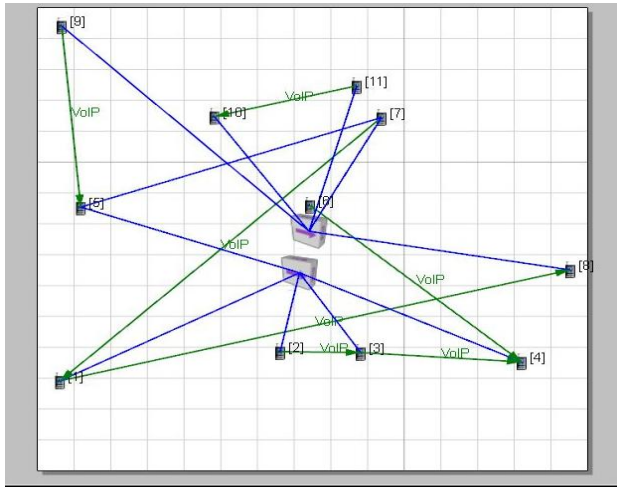 [9]
[11]
VoIP
[10]
[7]
VoIP
[5]
[6]
VoIP
[8]
VoIP
VoIP
[2]
VoIP
[3]
VoIP
[4]
[1]